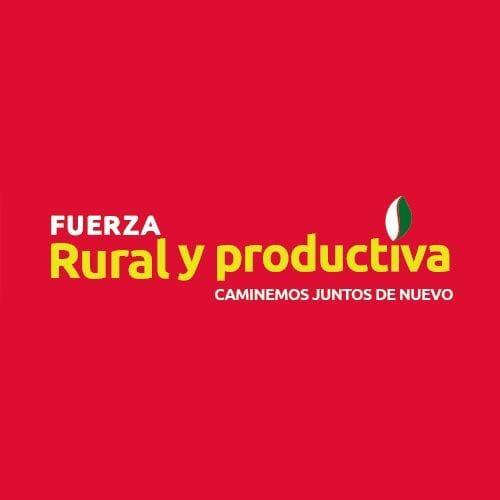 FUERZA
Rural y productiva
CAMINEMOS JUNTOS DE NUEVO